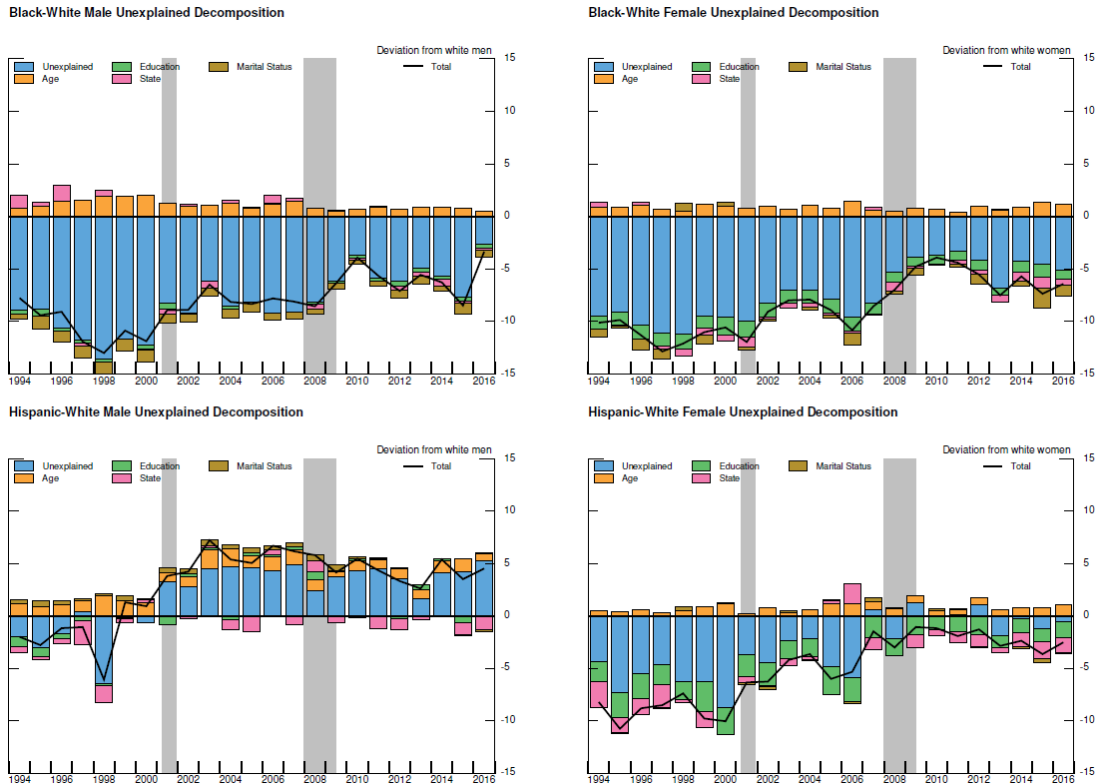 Black-White Male Unexplained Decomposition
Deviation from white men
Unexplained Education Marital Status Total
Age State
15
10
5
0
-5
-10
-15
1994 1996 1998 2000 2002 2004 2006 2008 2010 2012 2014 2016
Black-White Female Unexplained Decomposition
Deviation from white women
Unexplained Education Marital Status Total
Age State
15
10
5
0
-5
-10
-15
1994 1996 1998 2000 2002 2004 2006 2008 2010 2012 2014 2016
Hispanic-White Male Unexplained Decomposition
Deviation from white men
Unexplained Education Marital Status Total
Age State
15
10
5
0
-5
-10
-15
1994 1996 1998 2000 2002 2004 2006 2008 2010 2012 2014 2016
Hispanic-White Female Unexplained Decomposition
Deviation from white women
Unexplained Education Marital Status Total
Age State
15
10
5
0
-5
-10
-15
1994 1996 1998 2000 2002 2004 2006 2008 2010 2012 2014 2016